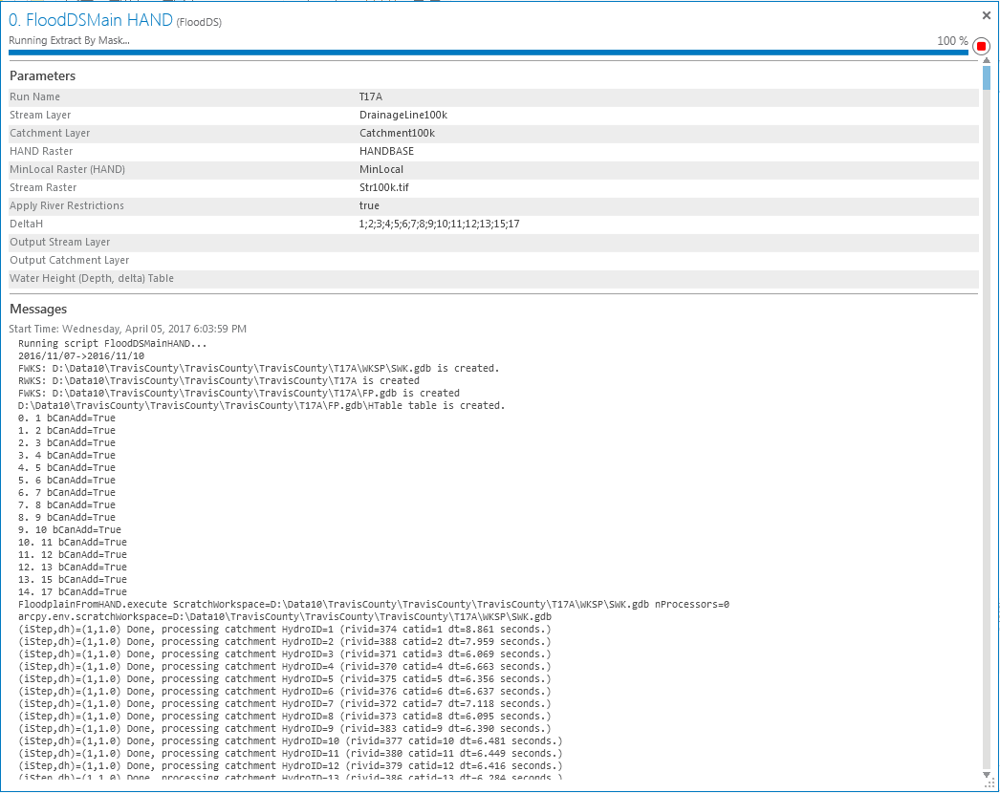 0. FloodDSMain HAND (FloodDS)
Running Extract By Mask...
100 %
Parameters
Run Name T17A
Stream Layer DrainageLine100k
Catchment Layer Catchment100k
HAND Raster HANDBASE
MinLocal Raster (HAND) MinLocal
Stream Raster Str100k.tif
Apply River Restrictions true
DeltaH 1;2;3;4;5;6;7;8;9;10;11;12;13;15;17
Output Stream Layer
Output Catchment Layer
Water Height (Depth, delta) Table
Messages
Start Time: Wednesday, April 05, 2017 6:03:59 PM
Running script FloodDSMainHAND...
2016/11/07->2016/11/10
FWKS: D:\Data10\TravisCounty\TravisCounty\TravisCounty\T17A\WKSP\SWK.gdb is created.
RWKS: D:\Data10\TravisCounty\TravisCounty\TravisCounty\T17A is created
FWKS: D:\Data10\TravisCounty\TravisCounty\TravisCounty\T17A\FP.gdb is created
D:\Data10\TravisCounty\TravisCounty\TravisCounty\T17A\FP.gdb\HTable table is created.
0. 1 bCanAdd=True
1. 2 bCanAdd=True
2. 3 bCanAdd=True
3. 4 bCanAdd=True
4. 5 bCanAdd=True
5. 6 bCanAdd=True
6. 7 bCanAdd=True
7. 8 bCanAdd=True
8. 9 bCanAdd=True
9. 10 bCanAdd=True
10. 11 bCanAdd=True
11. 12 bCanAdd=True
12. 13 bCanAdd=True
13. 15 bCanAdd=True
14. 17 bCanAdd=True
FloodplainFromHAND.execute ScratchWorkspace=D:\Data10\TravisCounty\TravisCounty\TravisCounty\T17A\WKSP\SWK.gdb nProcessors=0
arcpy.env.scratchWorkspace=D:\Data10\TravisCounty\TravisCounty\TravisCounty\T17A\WKSP\SWK.gdb
(iStep,dh)=(1,1.0) Done, processing catchment HydroID=1 (rivid=374 catid=1 dt=8.861 seconds.)
(iStep,dh)=(1,1.0) Done, processing catchment HydroID=2 (rivid=388 catid=2 dt=7.959 seconds.)
(iStep,dh)=(1,1.0) Done, processing catchment HydroID=3 (rivid=371 catid=3 dt=6.069 seconds.)
(iStep,dh)=(1,1.0) Done, processing catchment HydroID=4 (rivid=370 catid=4 dt=6.663 seconds.)
(iStep,dh)=(1,1.0) Done, processing catchment HydroID=5 (rivid=375 catid=5 dt=6.356 seconds.)
(iStep,dh)=(1,1.0) Done, processing catchment HydroID=6 (rivid=376 catid=6 dt=6.637 seconds.)
(iStep,dh)=(1,1.0) Done, processing catchment HydroID=7 (rivid=372 catid=7 dt=7.118 seconds.)
(iStep,dh)=(1,1.0) Done, processing catchment HydroID=8 (rivid=373 catid=8 dt=6.095 seconds.)
(iStep,dh)=(1,1.0) Done, processing catchment HydroID=9 (rivid=383 catid=9 dt=6.390 seconds.)
(iStep,dh)=(1,1.0) Done, processing catchment HydroID=10 (rivid=377 catid=10 dt=6.481 seconds.)
(iStep,dh)=(1,1.0) Done, processing catchment HydroID=11 (rivid=380 catid=11 dt=6.449 seconds.)
(iStep,dh)=(1,1.0) Done, processing catchment HydroID=12 (rivid=379 catid=12 dt=6.416 seconds.)
(iStep,dh)=(1,1.0) Done, processing catchment HydroID=13 (rivid=386 catid=13 dt=6.284 seconds.)